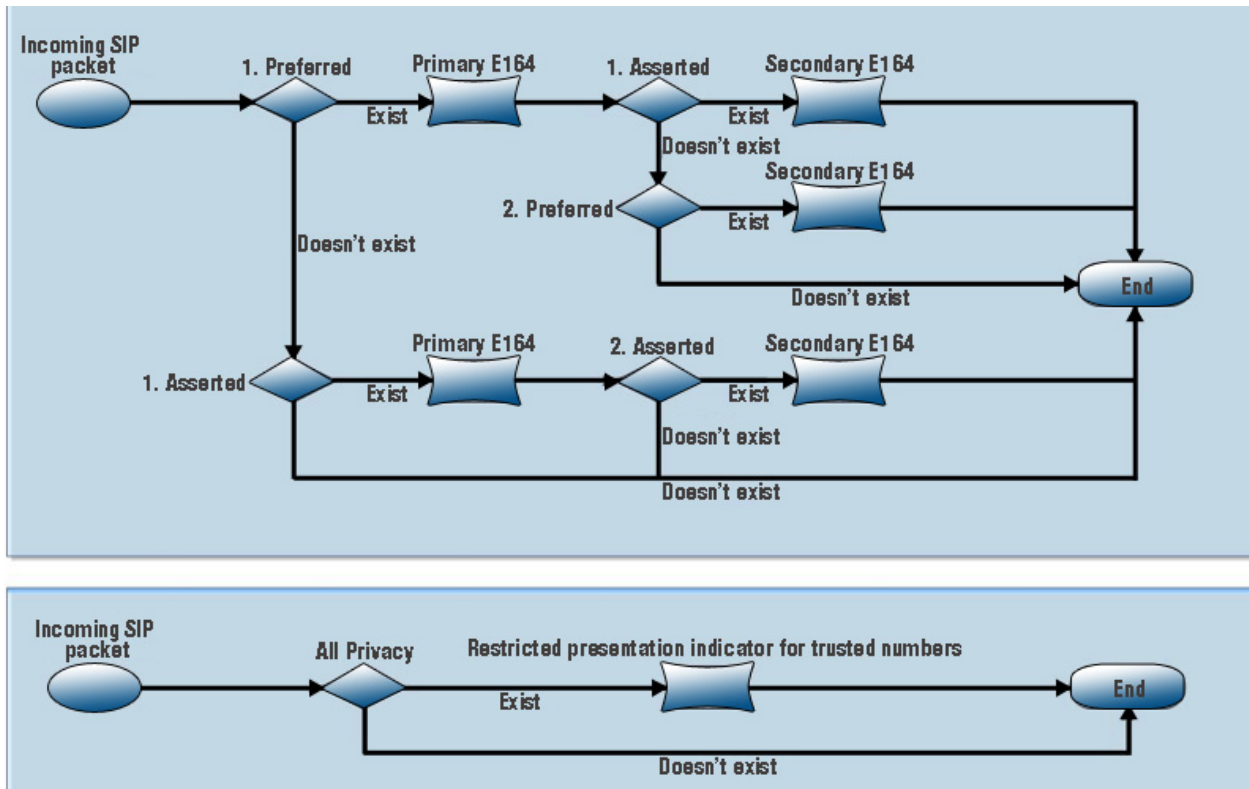 Incoming SIP
packet
1. Preferred
Exist
Primary E164
1. Asserted
Exist
Secondary E164
Doesn't exist
2. Preferred
Exist
Secondary E164
Doesn't exist
Doesn't exist
End
1. Asserted
Exist
Primary E164
2. Asserted
Exist
Secondary E164
Doesn't exist
Doesn't exist
Incoming SIP
packet
All Privacy
Exist
Restricted presentation indicator for trusted numbers
End
Doesn't exist